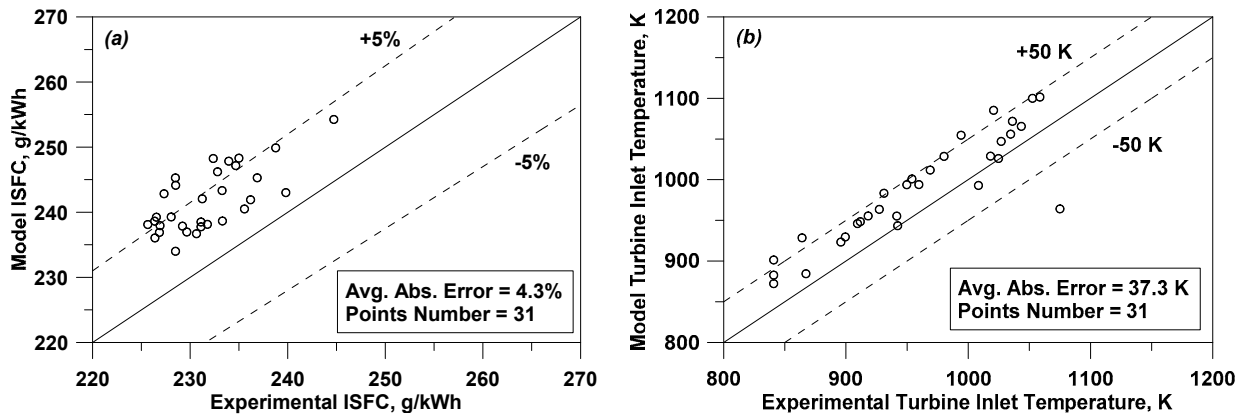 (a)
+5%
-5%
Model ISFC, g/kWh
270
260
250
240
230
220
Avg. Abs. Error = 4.3%
Points Number = 31
220 230 240 250 260 270
Experimental ISFC, g/kWh
(b)
+50 K
-50 K
Model Turbine Inlet Temperature, K
1200
1100
1000
900
800
Avg. Abs. Error = 37.3 K
Points Number = 31
800 900 1000 1100 1200
Experimental Turbine Inlet Temperature, K